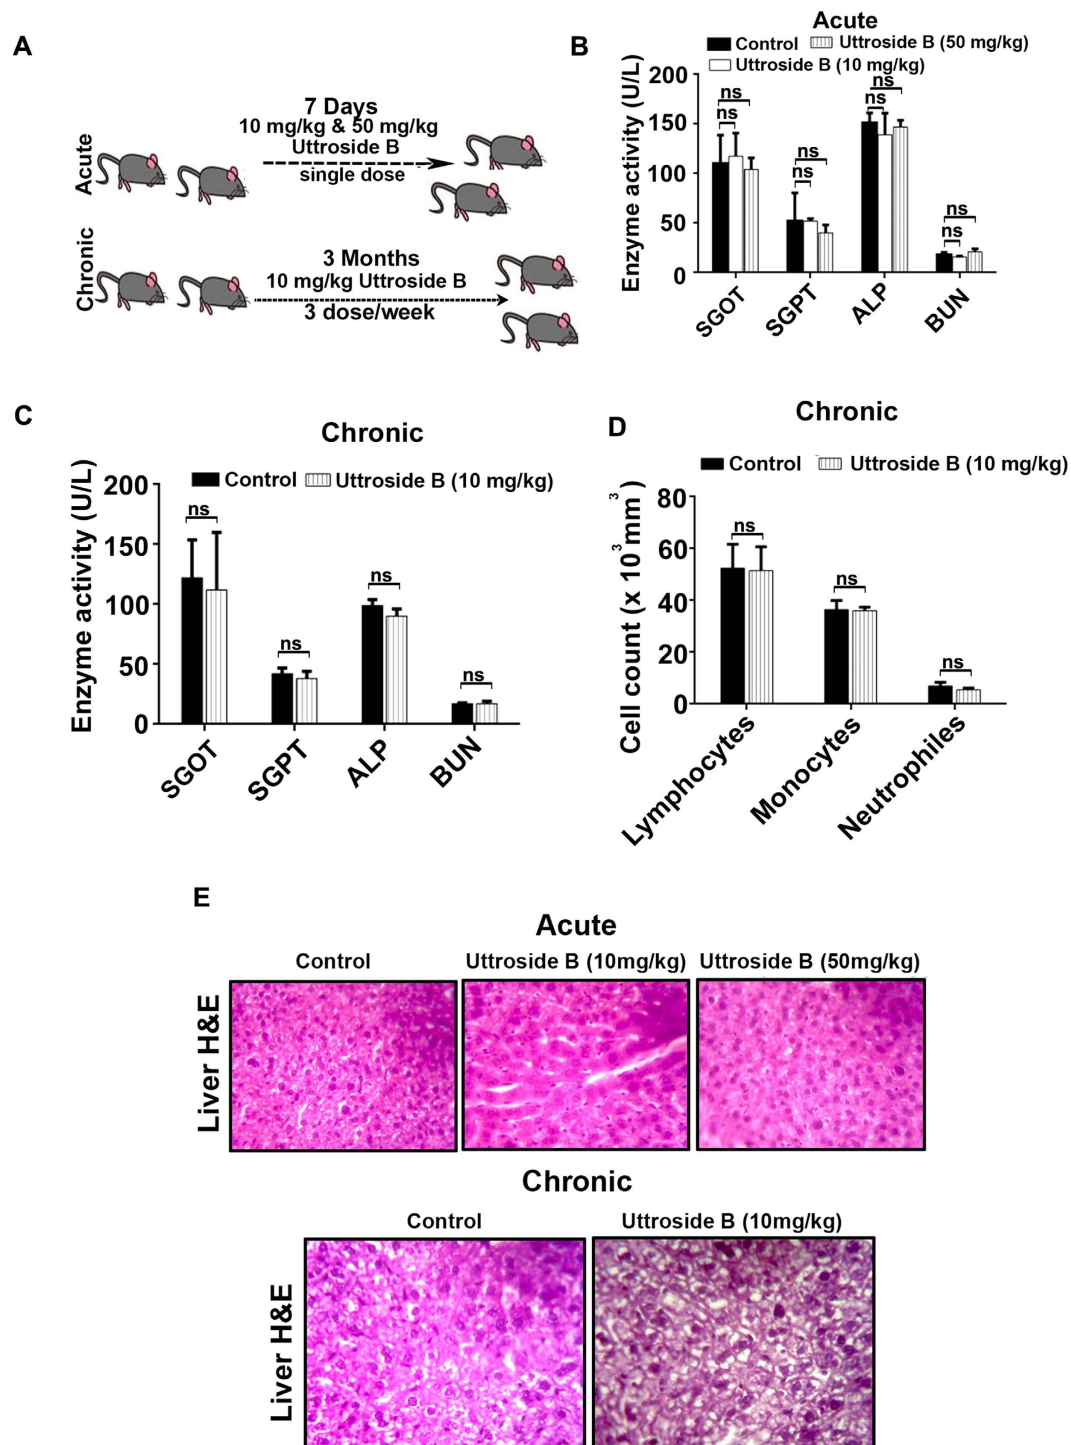 A
Acute
7 Days
10 mg/kg & 50 mg/kg
Uttroside B
single dose
Chronic
3 Months
10 mg/kg Uttroside B
3 dose/week
B
Acute
Control
Uttroside B (50 mg/kg)
Uttroside B (10 mg/kg)
Enzyme activity (U/L)
200
150
100
50
0
ns
ns
ns
ns
ns
ns
ns
ns
SGOT
SGPT
ALP
BUN
C
Chronic
Control
Uttroside B (10 mg/kg)
Enzyme activity (U/L)
200
150
100
50
0
ns
ns
ns
ns
SGOT
SGPT
ALP
BUN
D
Chronic
Control
Uttroside B (10 mg/kg)
Cell count (x 10³mm³)
80
60
40
20
0
ns
ns
ns
Lymphocytes
Monocytes
Neutrophiles
E
Acute
Control
Uttroside B (10mg/kg)
Uttroside B (50mg/kg)
Liver H&E
Chronic
Control
Uttroside B (10mg/kg)
Liver H&E